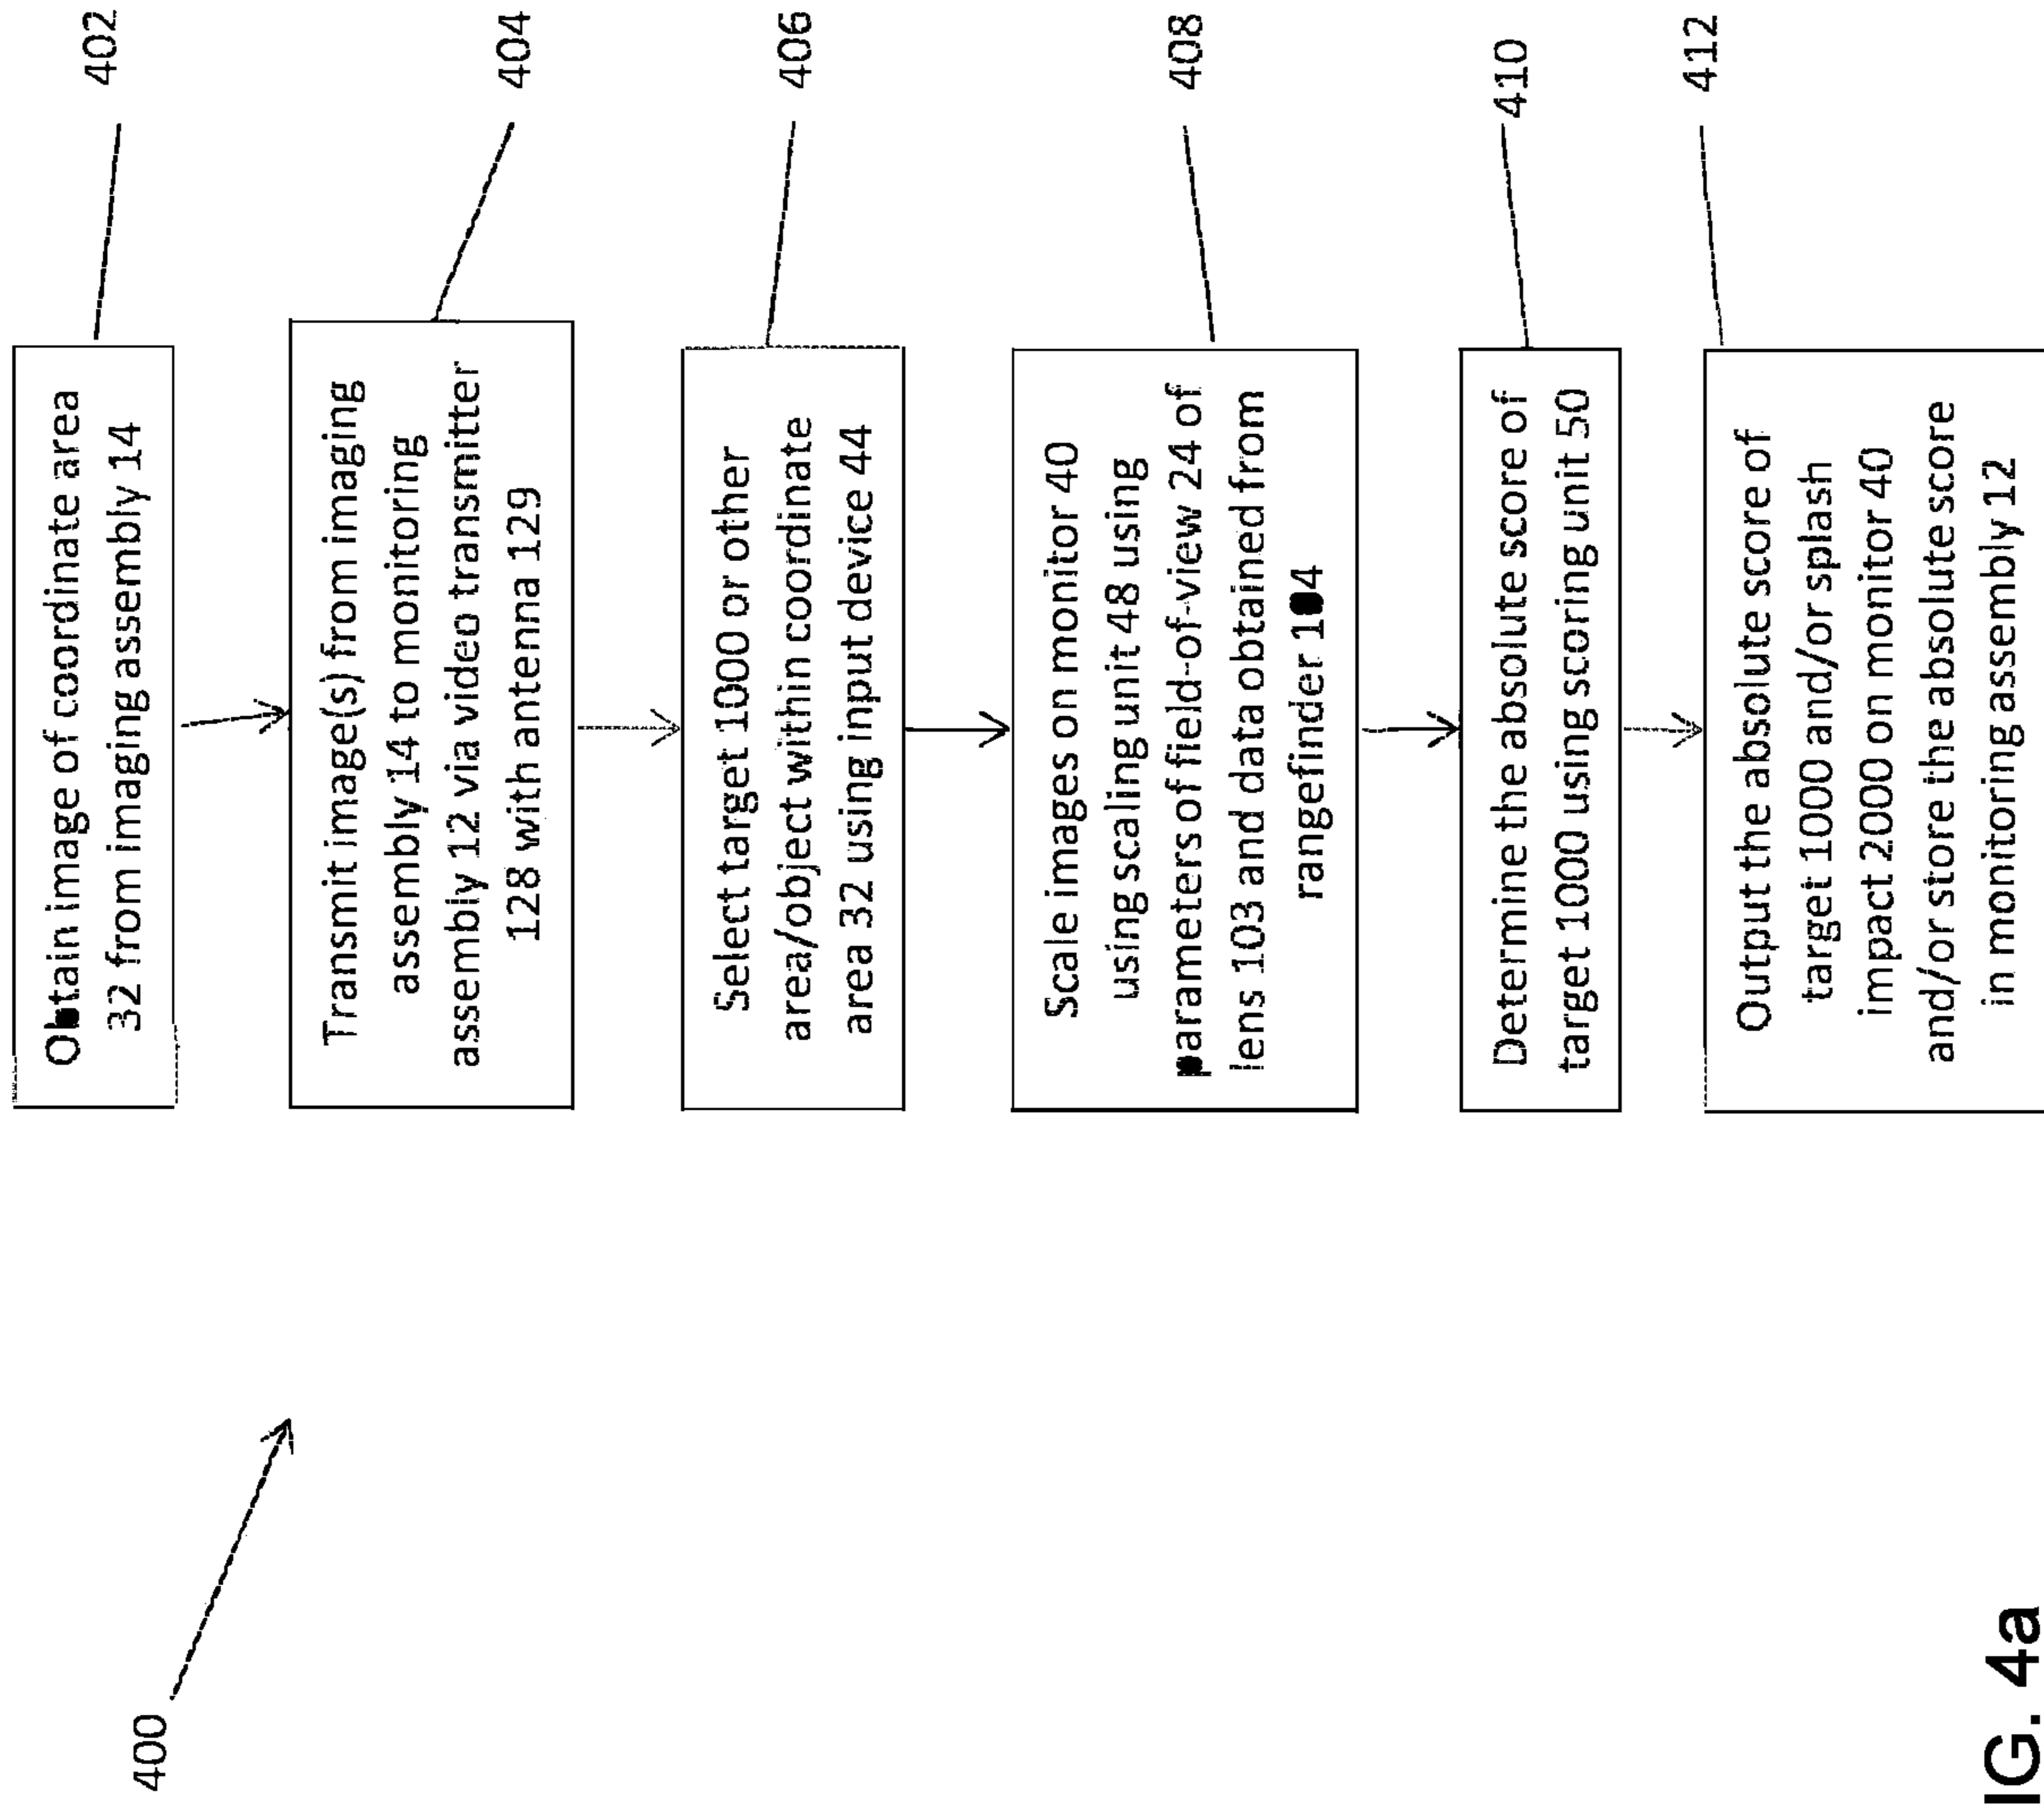 400
Obtain image of coordinate area
32 from imaging assembly 14
402
Transmit image(s) from imaging
assembly 14 to monitoring
assembly 12 via video transmitter
128 with antenna 129
404
Select target 1000 or other
area/object within coordinate
area 32 using input device 44
406
Scale images on monitor 40
using scaling unit 48 using
parameters of field-of-view 24 of
lens 103 and data obtained from
rangefinder
408
Determine the absolute score of
target 1000 using scoring unit 50
410
Output the absolute score of
target 1000 and/or splash
impact 2000 on monitor 40
and/or store the absolute score
in monitoring assembly 12
412
IG. 4a